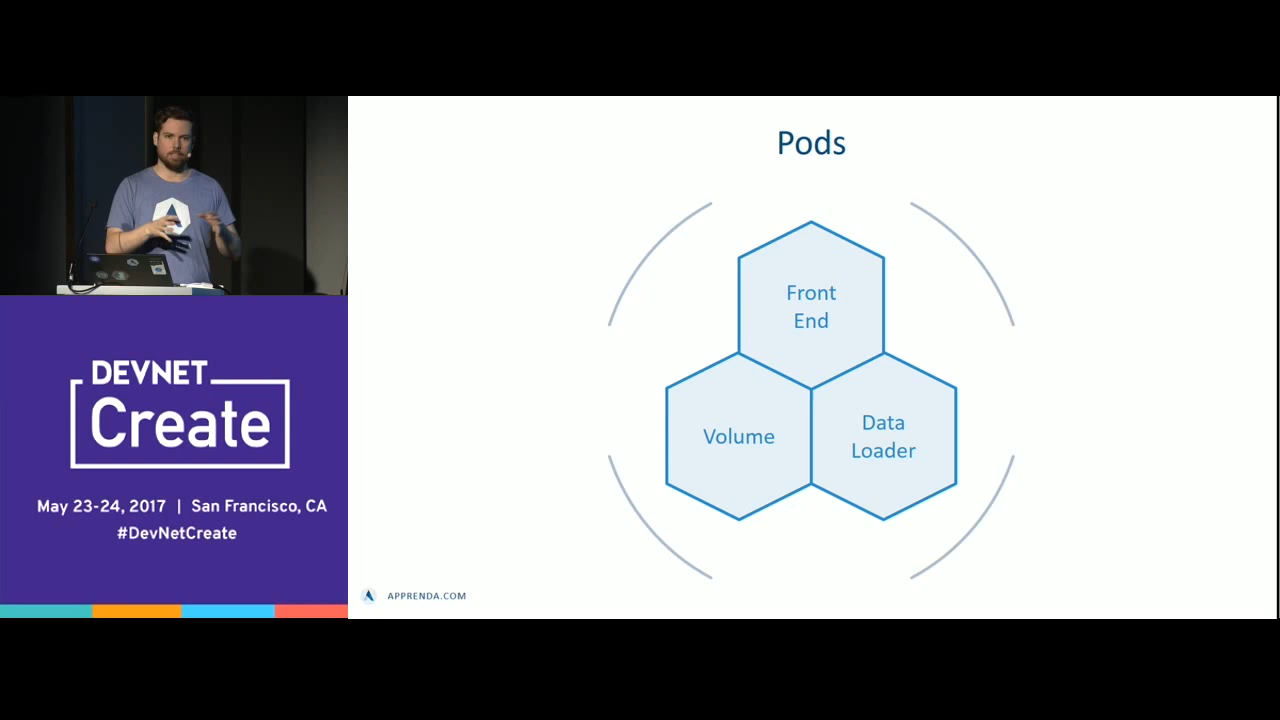 Pods
Front
End
Volume
Data
Loader
APPRENDA.COM
DEVNET
Create
May 23-24, 2017 | San Francisco, CA
#DevNetCreate